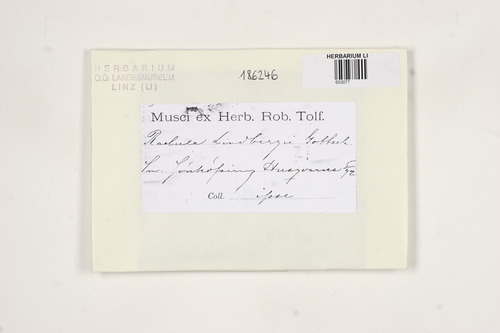 HERBARIUM
O.Ö. LANDESMUSEUM
LINZ (LI)
186246
HERBARIUM LI
Musci ex Herb. Rob. Tolf.
Radula Lindbergii Gottsch.
Sm. Jönköping Husqvarna
Coll. ipse